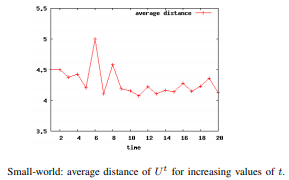 average distance
5,5
5
4,5
4
3,5
2 4 6 8 10 12 14 16 18 20
time
Small-world: average distance of Uᵗ for increasing values of t.